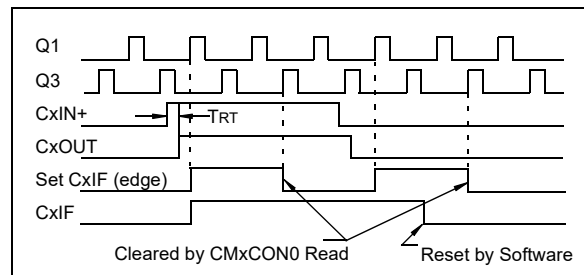 Q1
Q3
CxIN+
TRT
CxOUT
Set CxIF (edge)
CxIF
Cleared by CMxCON0 Read
Reset by Software